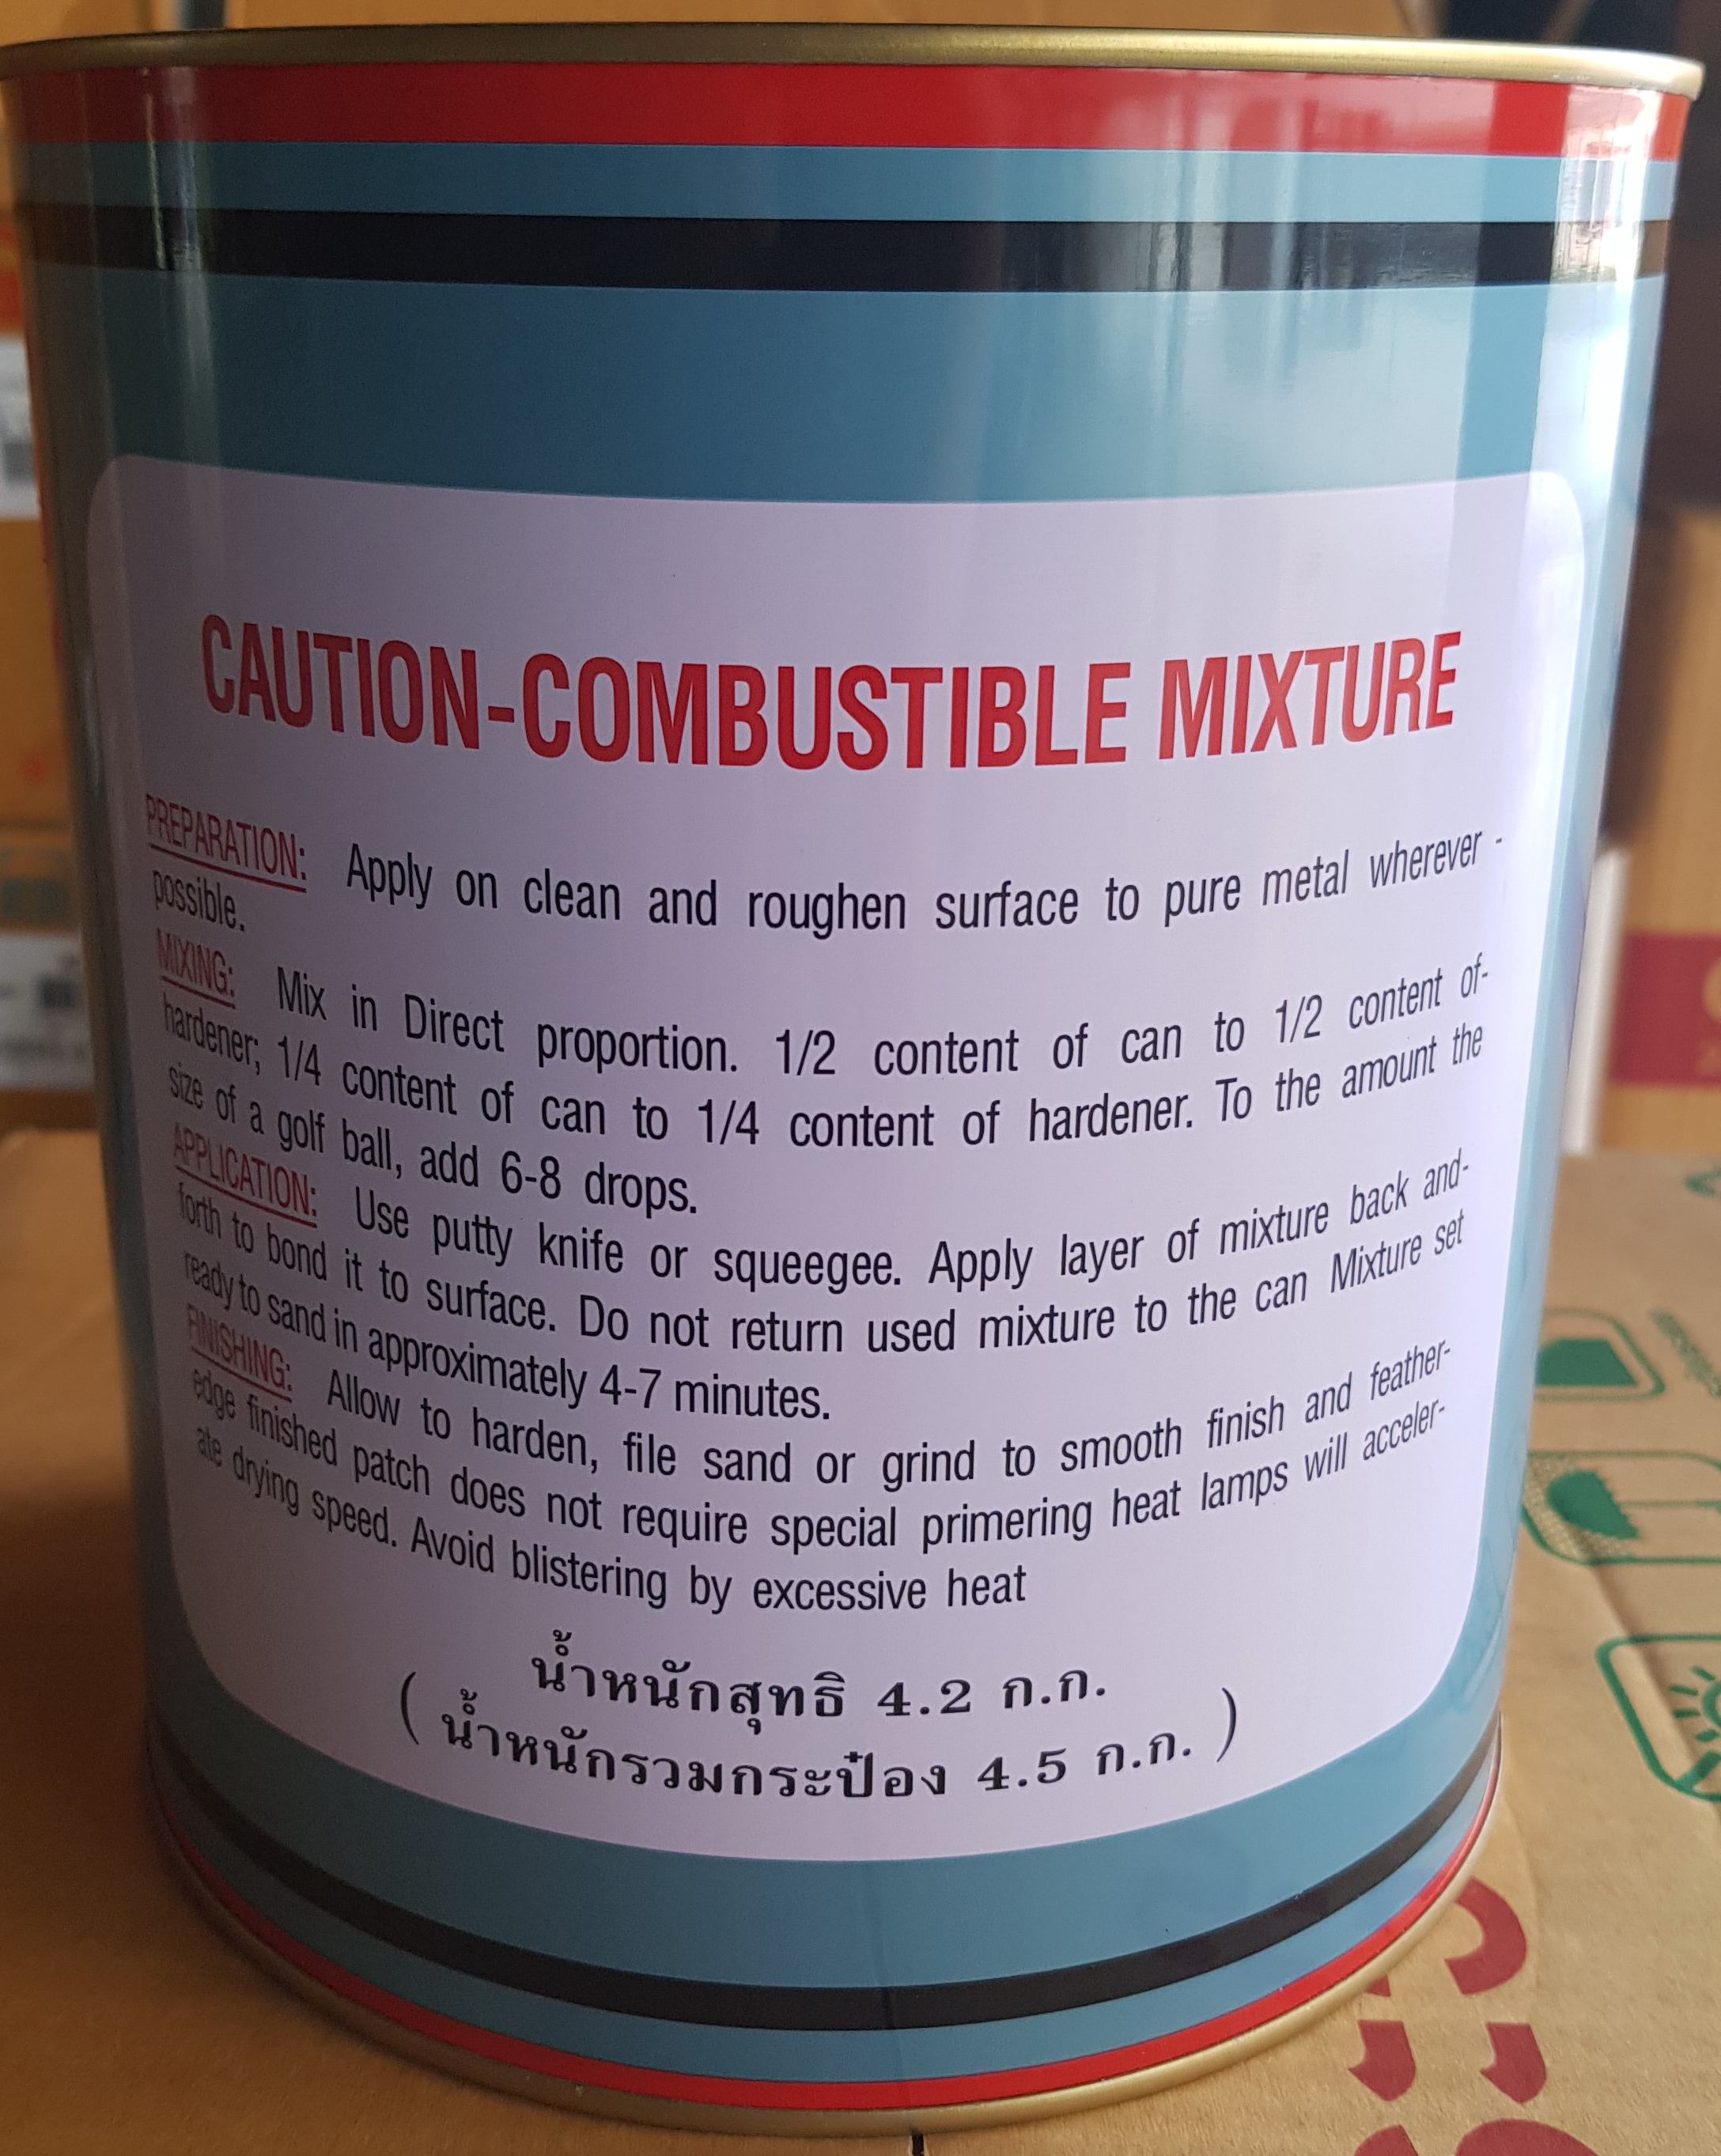 CAUTION-COMBUSTIBLE MIXTURE
PREPARATION: Apply on clean and roughen surface to pure metal wherever -
possible.
MIXING: Mix in Direct proportion. 1/2 content of can to 1/2 content of-
hardener; 1/4 content of can to 1/4 content of hardener. To the amount the
size of a golf ball, add 6-8 drops.
APPLICATION: Use putty knife or squeegee. Apply layer of mixture back and-
forth to bond it to surface. Do not return used mixture to the can Mixture set
ready to sand in approximately 4-7 minutes.
FINISHING: Allow to harden, file sand or grind to smooth finish and feather-
edge finished patch does not require special primering heat lamps will acceler-
ate drying speed. Avoid blistering by excessive heat
น้ำหนักสุทธิ 4.2 ก.ก.
( น้ำหนักรวมกระป๋อง 4.5 ก.ก. )